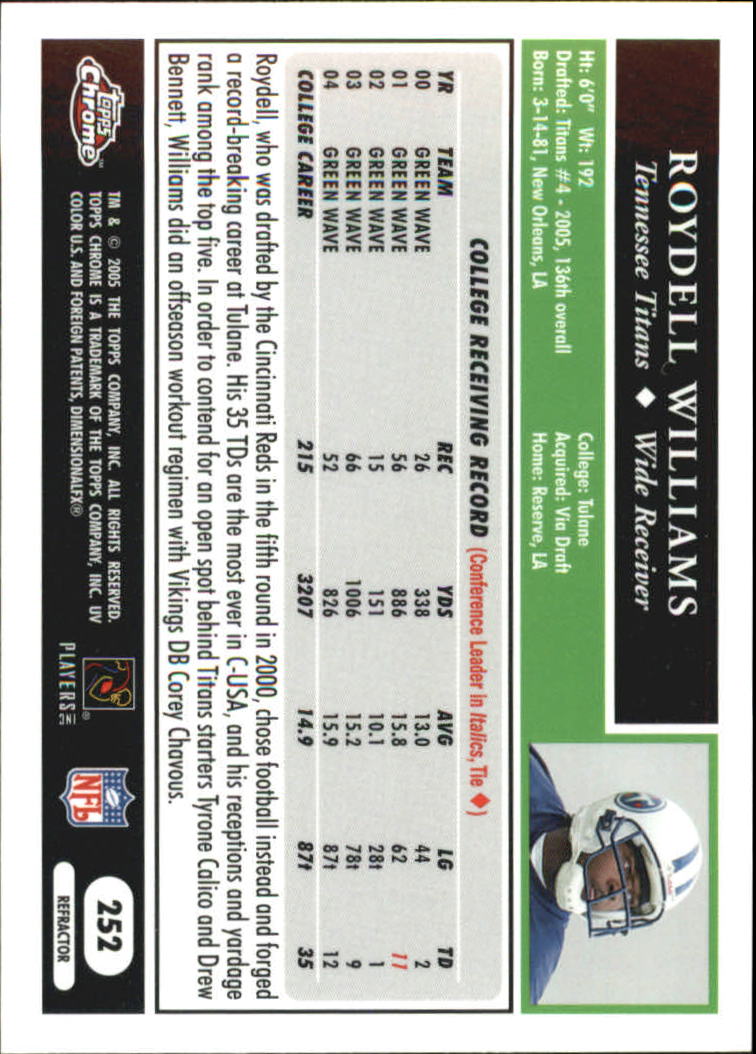 ROYDELL WILLIAMS
Tennessee Titans ◆ Wide Receiver
Ht: 6'0" Wt: 192 College: Tulane
Drafted: Titans #4 - 2005, 136th overall Acquired: Via Draft
Born: 3-14-81, New Orleans, LA Home: Reserve, LA
COLLEGE RECEIVING RECORD (Conference Leader in Italics, Tie ◆)
YR TEAM REC YDS AVG LG TD
00 GREEN WAVE 26 338 13.0 44 2
01 GREEN WAVE 56 886 15.8 62 11
02 GREEN WAVE 15 151 10.1 28t 1
03 GREEN WAVE 66 1006 15.2 78t 9
04 GREEN WAVE 52 826 15.9 87t 12
COLLEGE CAREER 215 3207 14.9 87t 35
Roydell, who was drafted by the Cincinnati Reds in the fifth round in 2000, chose football instead and forged
a record-breaking career at Tulane. His 35 TDs are the most ever in C-USA, and his receptions and yardage
rank among the top five. In order to contend for an open spot behind Titans starters Tyrone Calico and Drew
Bennett, Williams did an offseason workout regimen with Vikings DB Corey Chavous.
Topps
Chrome™
TM & © 2005 THE TOPPS COMPANY, INC. ALL RIGHTS RESERVED.
TOPPS CHROME IS A TRADEMARK OF THE TOPPS COMPANY, INC. UV
COLOR U.S. AND FOREIGN PATENTS, DIMENSIONALFX®
®
PLAYERS INC
NFL
252
REFRACTOR